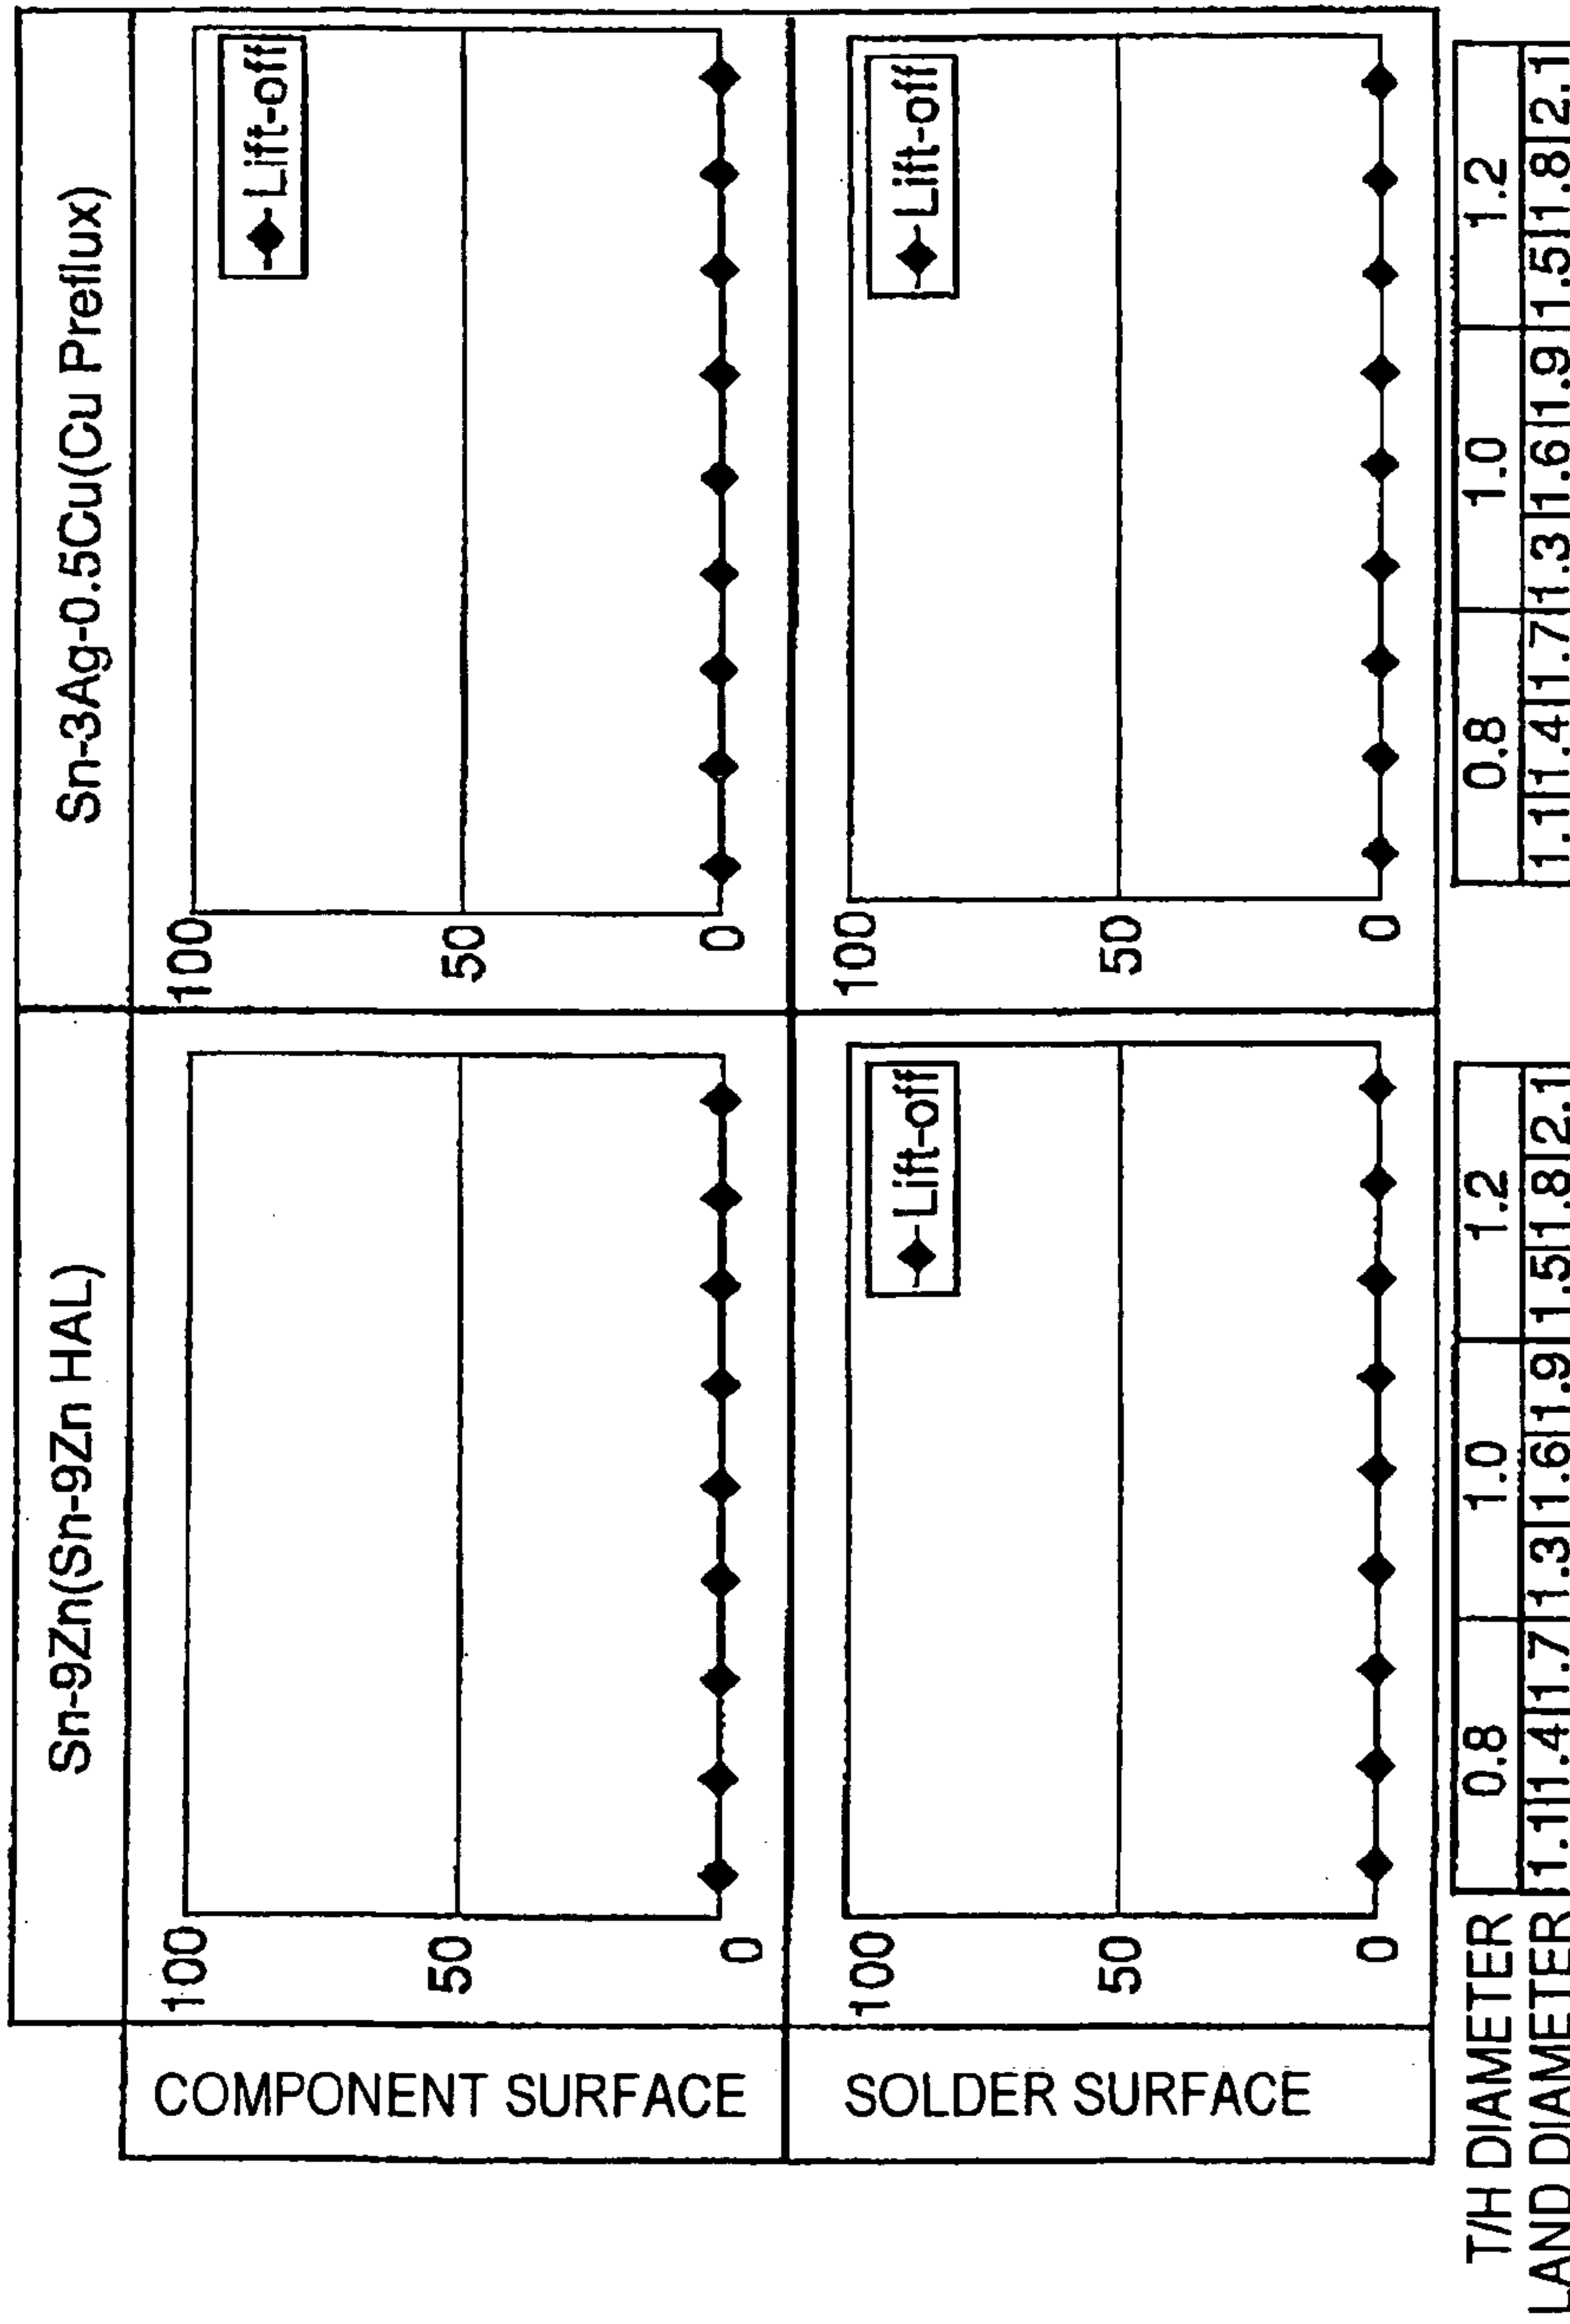 Sn-9Zn(Sn-9Zn HAL)
Sn-3Ag-0.5Cu(Cu Preflux)
COMPONENT SURFACE
100
50
0
100
50
0
Lift-off
SOLDER SURFACE
100
50
0
Lift-off
100
50
0
Lift-off
T/H DIAMETER 0.8 1.0 1.2 0.8 1.0 1.2
LAND DIAMETER 1.1 1.4 1.7 1.3 1.6 1.9 1.5 1.8 2.1 1.1 1.4 1.7 1.3 1.6 1.9 1.5 1.8 2.1